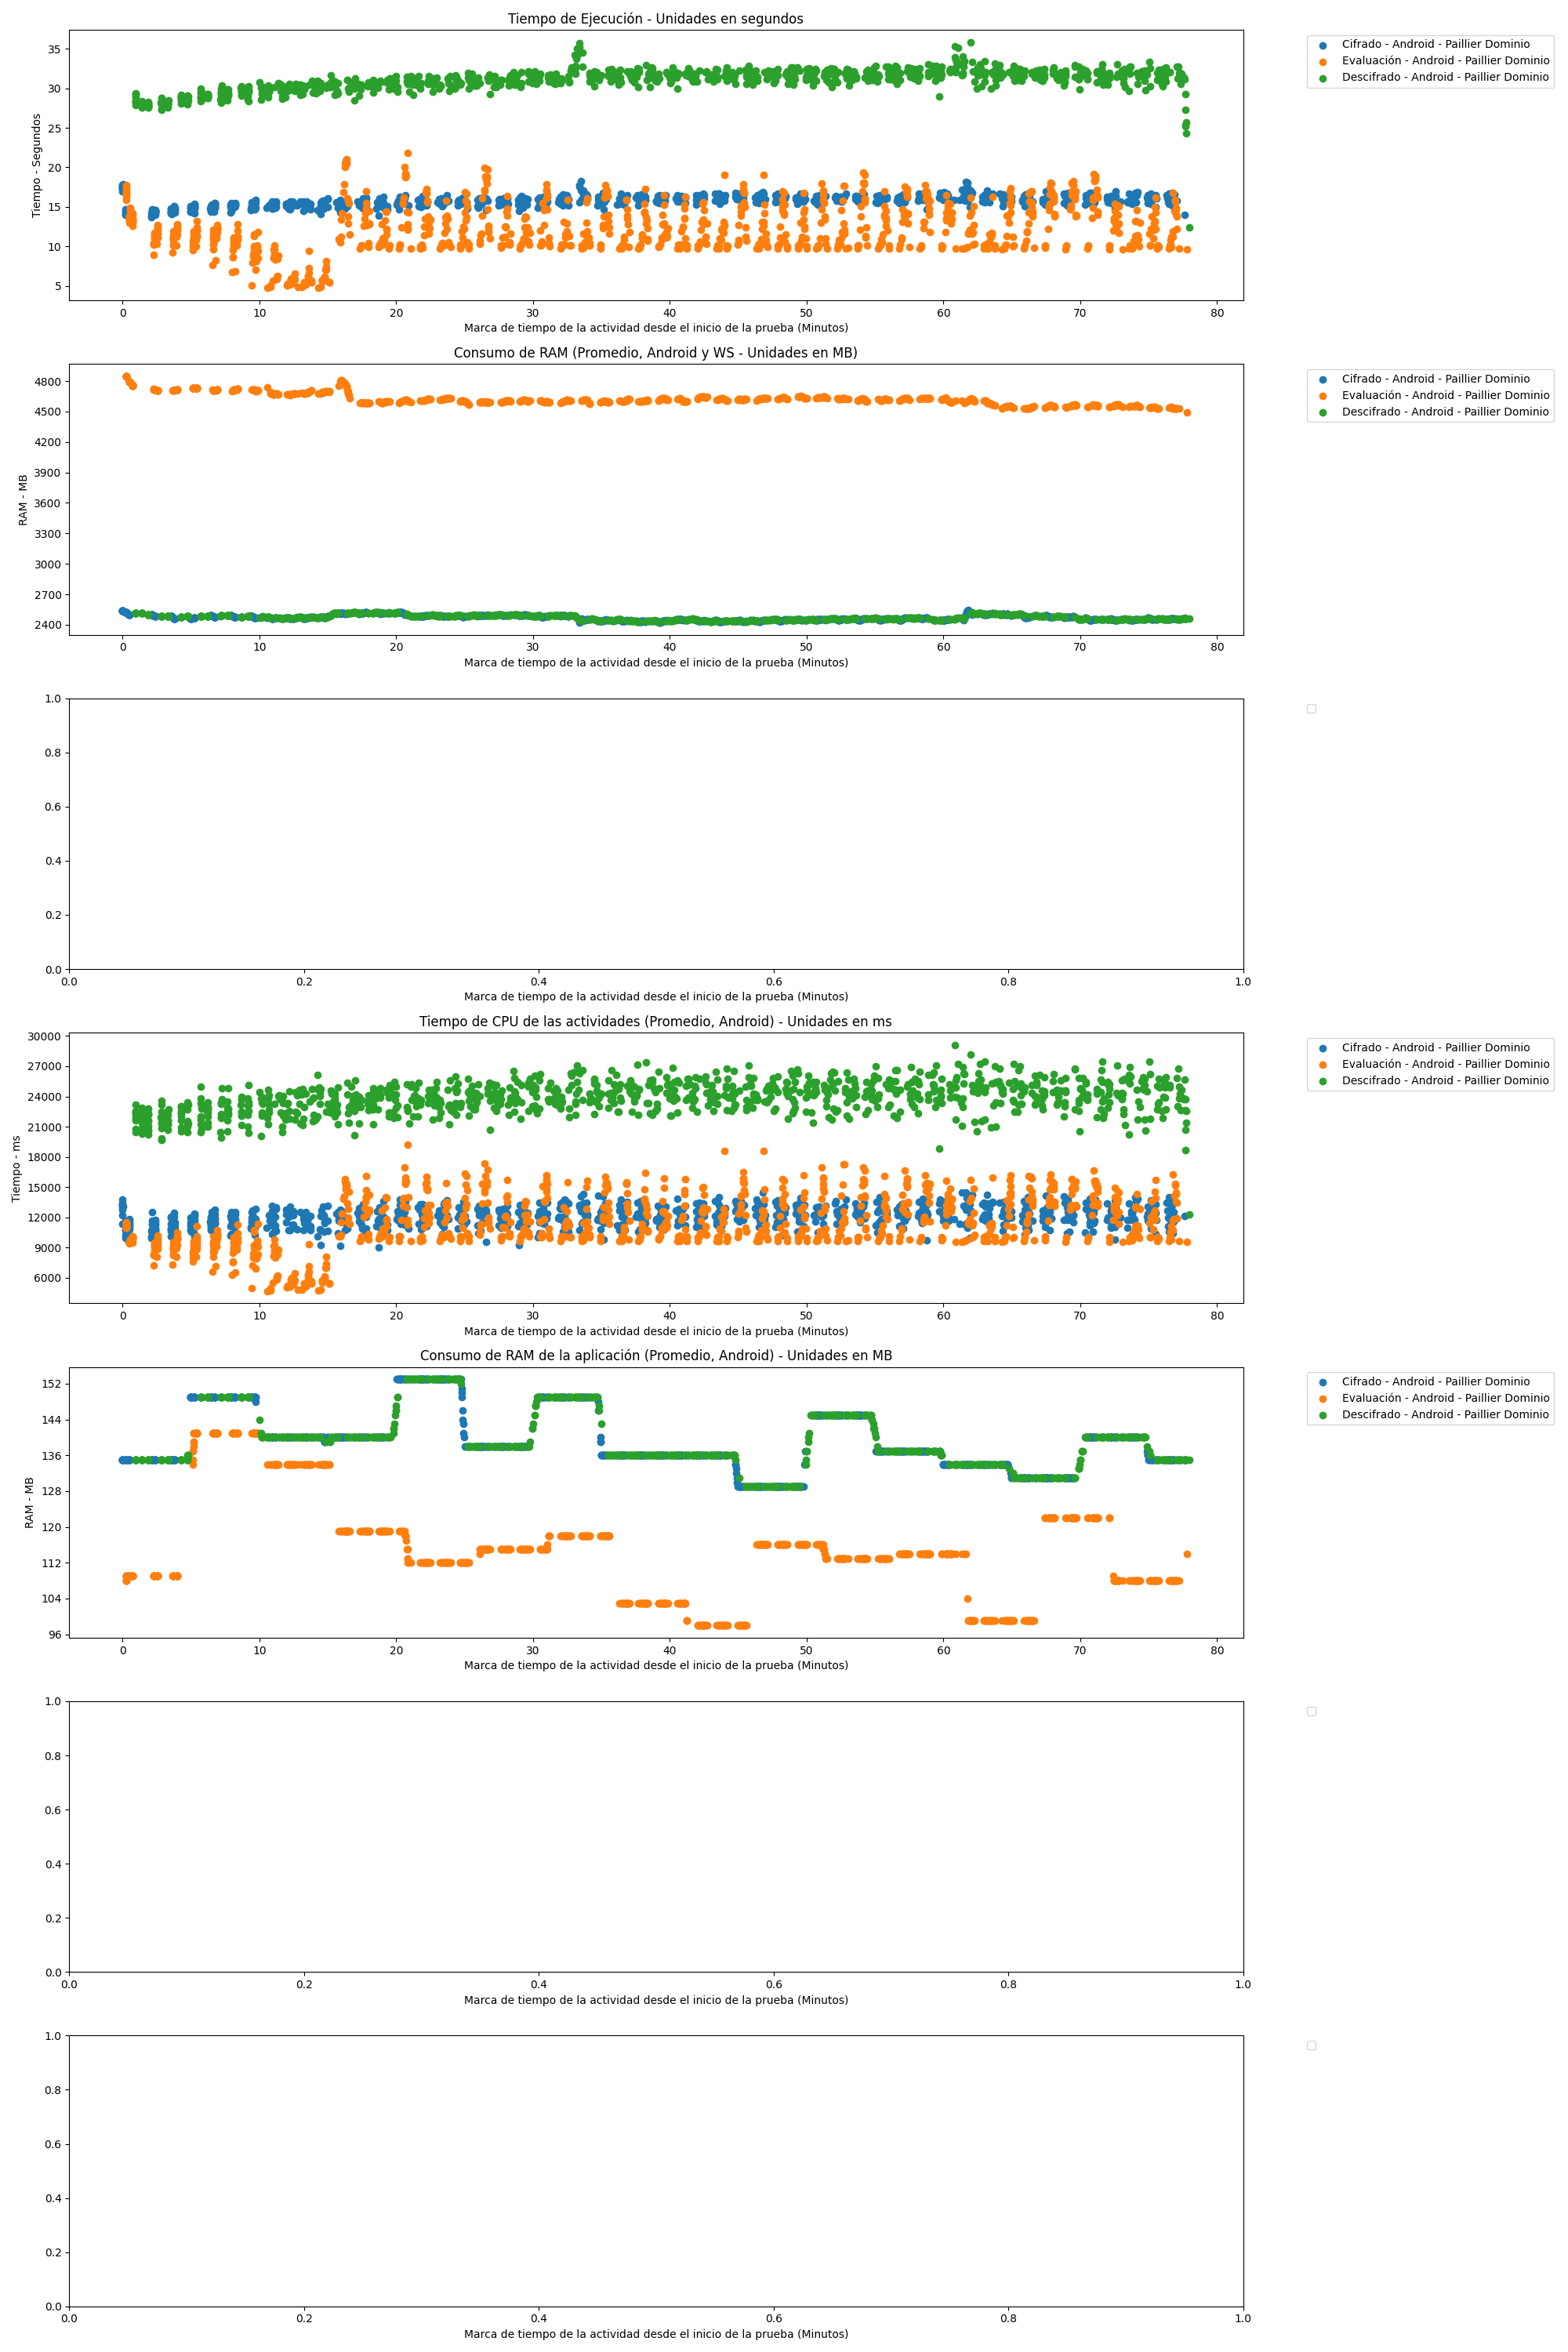 Tiempo de Ejecución - Unidades en segundos
Tiempo - Segundos
35
30
25
20
15
10
5
0 10 20 30 40 50 60 70 80
Marca de tiempo de la actividad desde el inicio de la prueba (Minutos)
Cifrado - Android - Paillier Dominio
Evaluación - Android - Paillier Dominio
Descifrado - Android - Paillier Dominio
Consumo de RAM (Promedio, Android y WS - Unidades en MB)
RAM - MB
4800
4500
4200
3900
3600
3300
3000
2700
2400
0 10 20 30 40 50 60 70 80
Marca de tiempo de la actividad desde el inicio de la prueba (Minutos)
Cifrado - Android - Paillier Dominio
Evaluación - Android - Paillier Dominio
Descifrado - Android - Paillier Dominio
1.0
0.8
0.6
0.4
0.2
0.0
0.0 0.2 0.4 0.6 0.8 1.0
Marca de tiempo de la actividad desde el inicio de la prueba (Minutos)
Tiempo de CPU de las actividades (Promedio, Android) - Unidades en ms
Tiempo - ms
30000
27000
24000
21000
18000
15000
12000
9000
6000
0 10 20 30 40 50 60 70 80
Marca de tiempo de la actividad desde el inicio de la prueba (Minutos)
Cifrado - Android - Paillier Dominio
Evaluación - Android - Paillier Dominio
Descifrado - Android - Paillier Dominio
Consumo de RAM de la aplicación (Promedio, Android) - Unidades en MB
RAM - MB
152
144
136
128
120
112
104
96
0 10 20 30 40 50 60 70 80
Marca de tiempo de la actividad desde el inicio de la prueba (Minutos)
Cifrado - Android - Paillier Dominio
Evaluación - Android - Paillier Dominio
Descifrado - Android - Paillier Dominio
1.0
0.8
0.6
0.4
0.2
0.0
0.0 0.2 0.4 0.6 0.8 1.0
Marca de tiempo de la actividad desde el inicio de la prueba (Minutos)
1.0
0.8
0.6
0.4
0.2
0.0
0.0 0.2 0.4 0.6 0.8 1.0
Marca de tiempo de la actividad desde el inicio de la prueba (Minutos)